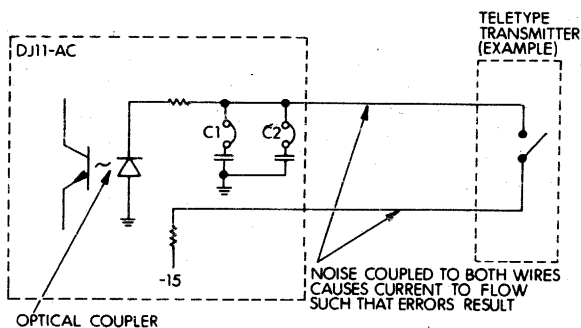 TELETYPE
TRANSMITTER
(EXAMPLE)
DJ11-AC
C1
C2
-15
NOISE COUPLED TO BOTH WIRES
CAUSES CURRENT TO FLOW
SUCH THAT ERRORS RESULT
OPTICAL COUPLER